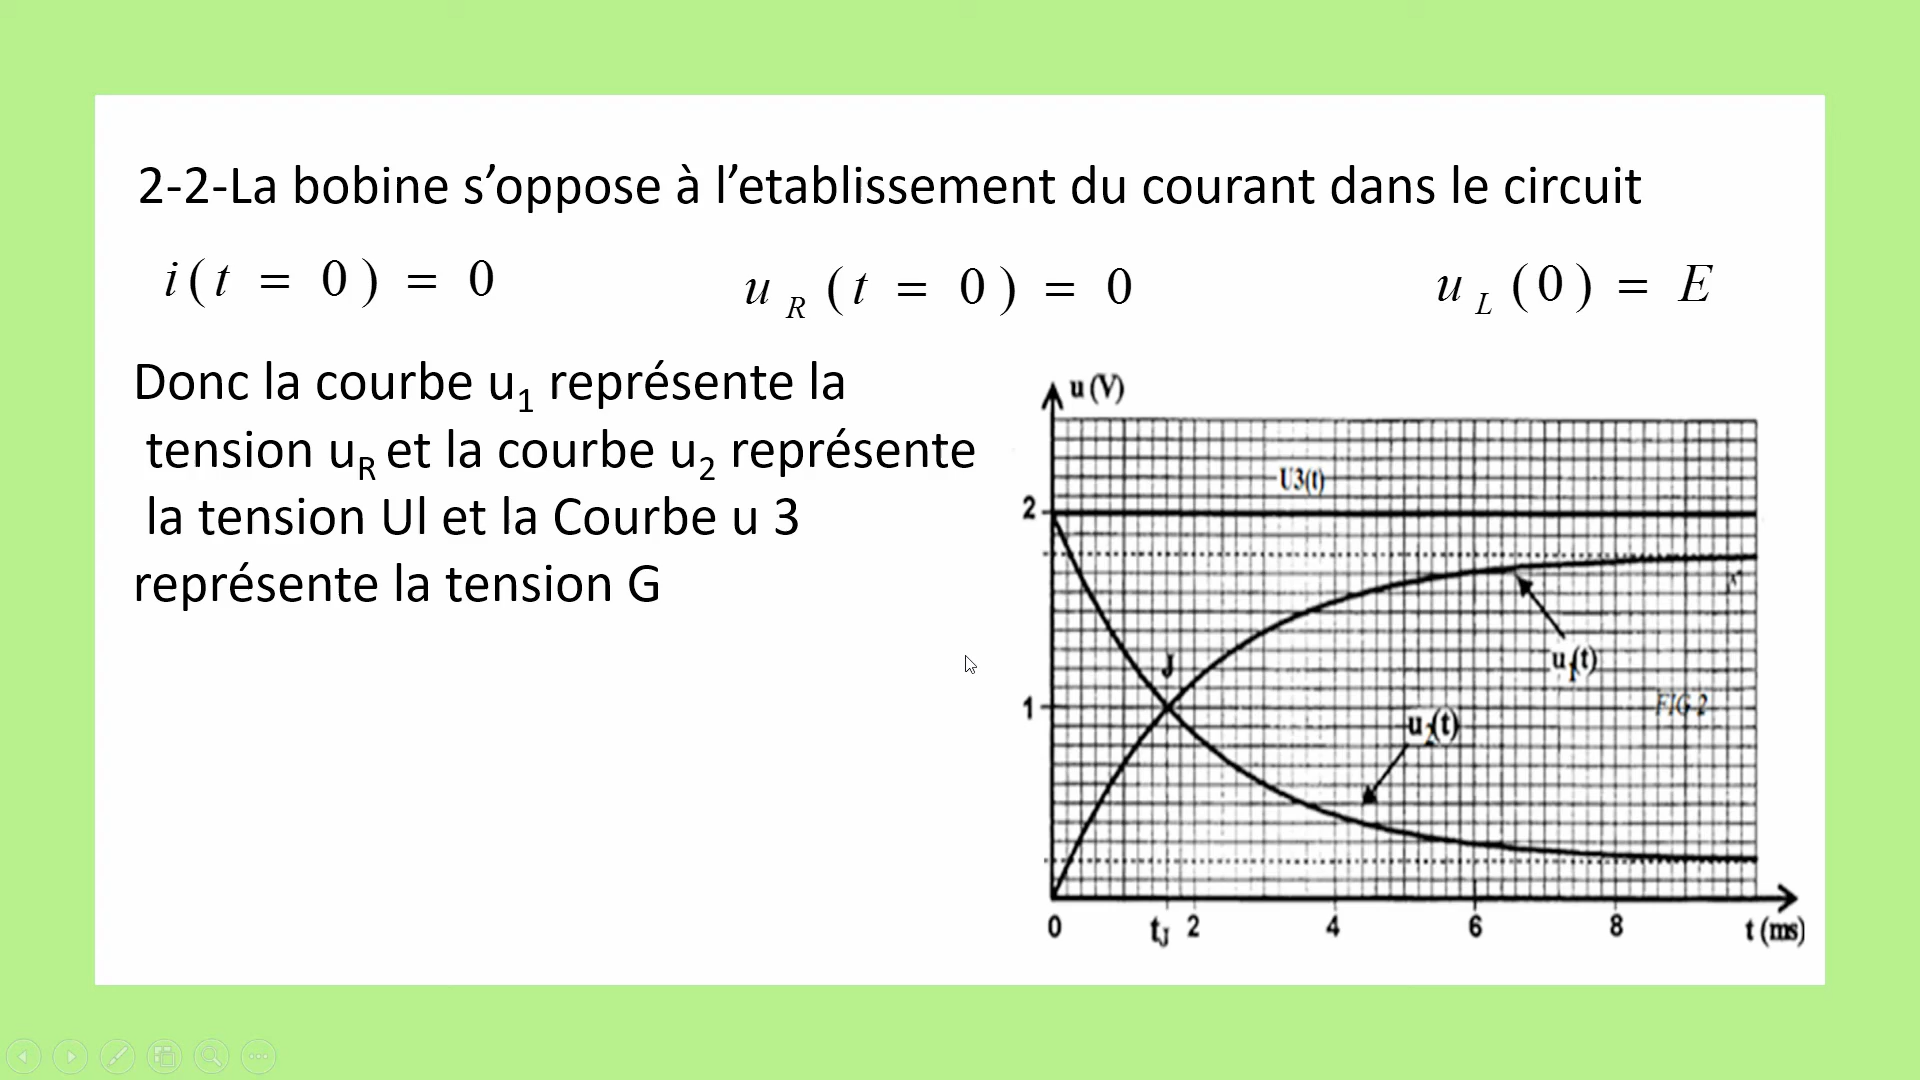 2-2-La bobine s’oppose à l’etablissement du courant dans le circuit
i(t = 0) = 0
u R (t = 0) = 0
u L (0) = E
Donc la courbe u1 représente la
tension uR et la courbe u2 représente
la tension Ul et la Courbe u 3
représente la tension G
u (V)
U3(t)
2
J
u1(t)
1
FIG 2
u2(t)
0
tJ
2
4
6
8
t (ms)